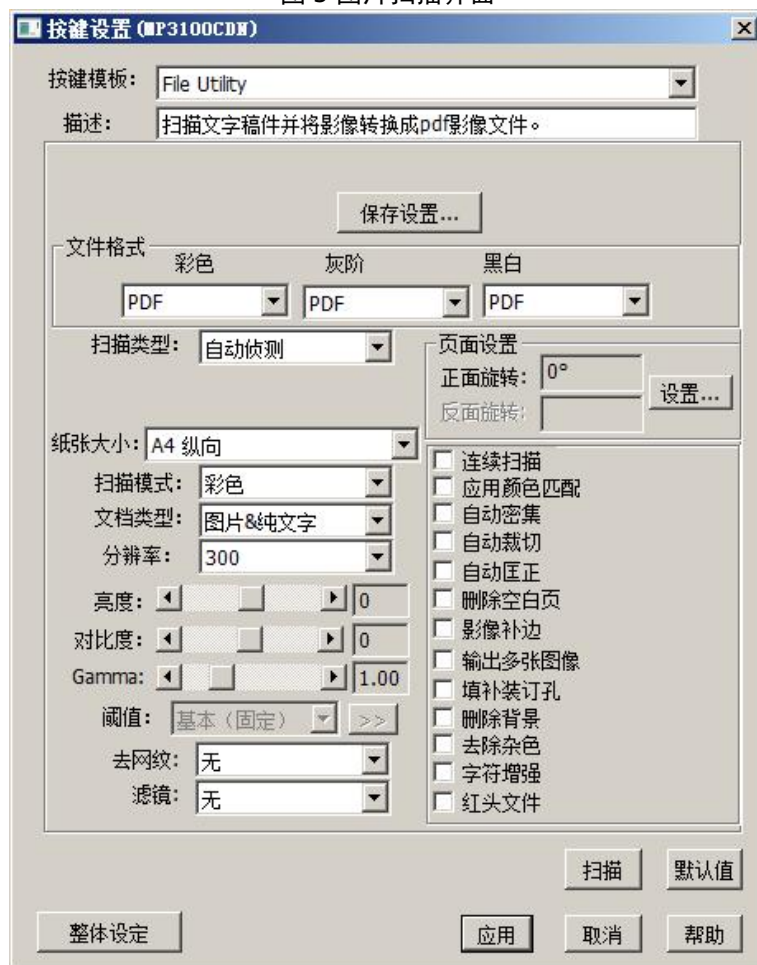 按键设置(MP3100CDN)
按键模板： File Utility
描述： 扫描文字稿件并将影像转换成pdf影像文件。
保存设置...
文件格式
彩色 灰阶 黑白
PDF PDF PDF
扫描类型： 自动侦测
页面设置
正面旋转： 0°
设置...
反面旋转：
纸张大小： A4 纵向
扫描模式： 彩色
文档类型： 图片&纯文字
分辨率： 300
亮度： 0
对比度： 0
Gamma: 1.00
阈值： 基本（固定） >>
去网纹： 无
滤镜： 无
连续扫描
应用颜色匹配
自动密集
自动裁切
自动匡正
删除空白页
影像补边
输出多张图像
填补装订孔
删除背景
去除杂色
字符增强
红头文件
扫描 默认值
整体设定 应用 取消 帮助